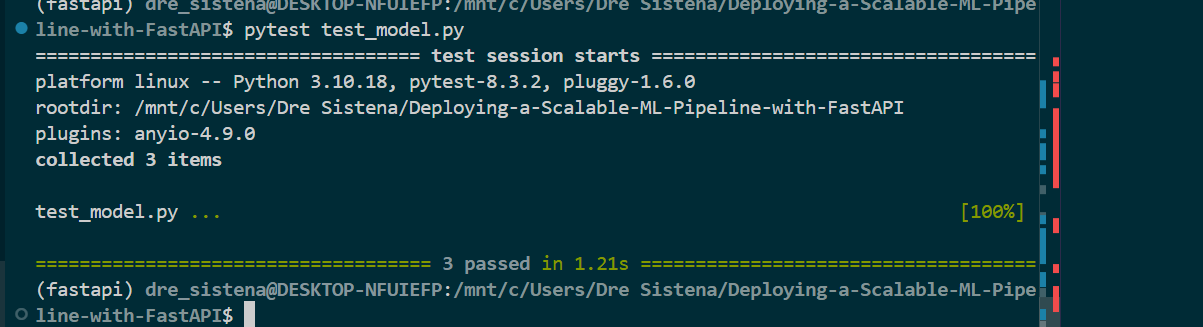 (fastapi) dre_sistena@DESKTOP-NFUIEFP:/mnt/c/Users/Dre Sistena/Deploying-a-Scalable-ML-Pipe
line-with-FastAPI$ pytest test_model.py
=================================== test session starts ===================================
platform linux -- Python 3.10.18, pytest-8.3.2, pluggy-1.6.0
rootdir: /mnt/c/Users/Dre Sistena/Deploying-a-Scalable-ML-Pipeline-with-FastAPI
plugins: anyio-4.9.0
collected 3 items
test_model.py ... [100%]
==================================== 3 passed in 1.21s ====================================
(fastapi) dre_sistena@DESKTOP-NFUIEFP:/mnt/c/Users/Dre Sistena/Deploying-a-Scalable-ML-Pipe
line-with-FastAPI$